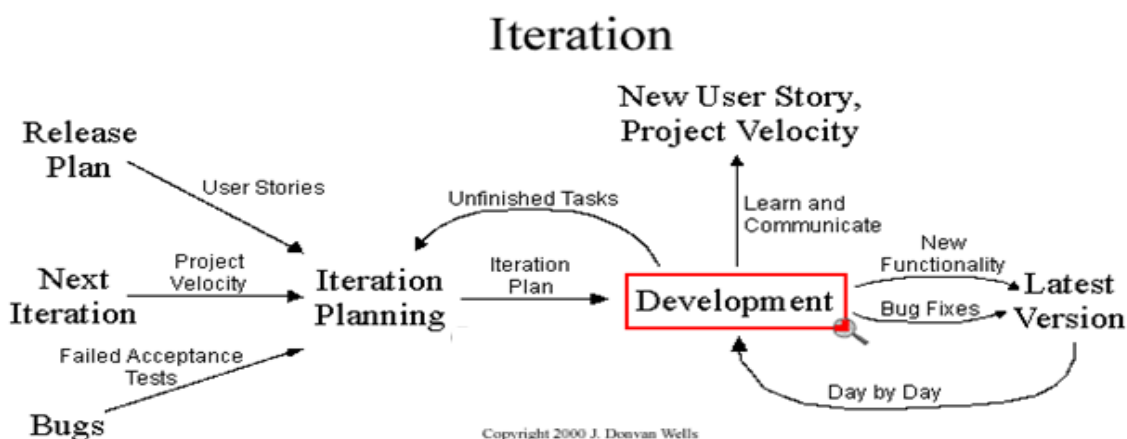 Iteration
New User Story,
Project Velocity
Release
Plan
User Stories
Unfinished Tasks
Learn and
Communicate
New
Functionality
Next
Iteration
Project
Velocity
Iteration
Planning
Iteration
Plan
Development
Bug Fixes
Latest
Version
Failed Acceptance
Tests
Bugs
Day by Day
Copyright 2000 J. Donvan Wells